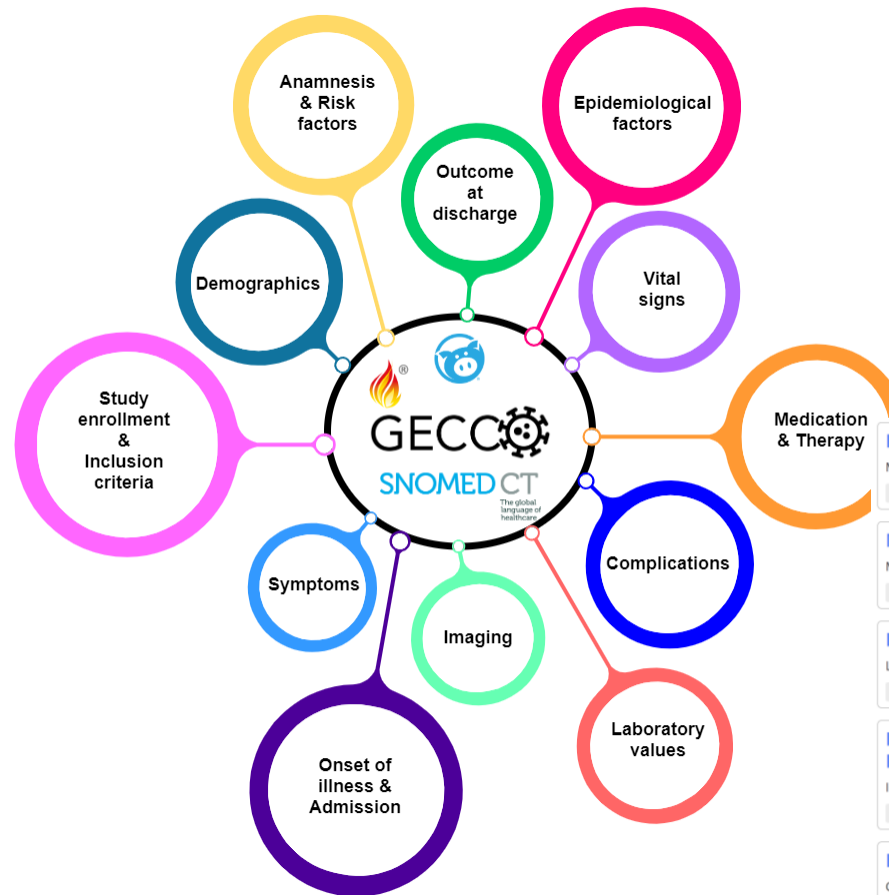 Anamnesis
& Risk
factors
Epidemiological
factors
Outcome
at
discharge
Demographics
Vital
signs
Study
enrollment
&
Inclusion
criteria
®
GECCO
SNOMED CT
The global
language of
healthcare
Medication
& Therapy
Symptoms
Complications
Imaging
Onset of
illness &
Admission
Laboratory
values